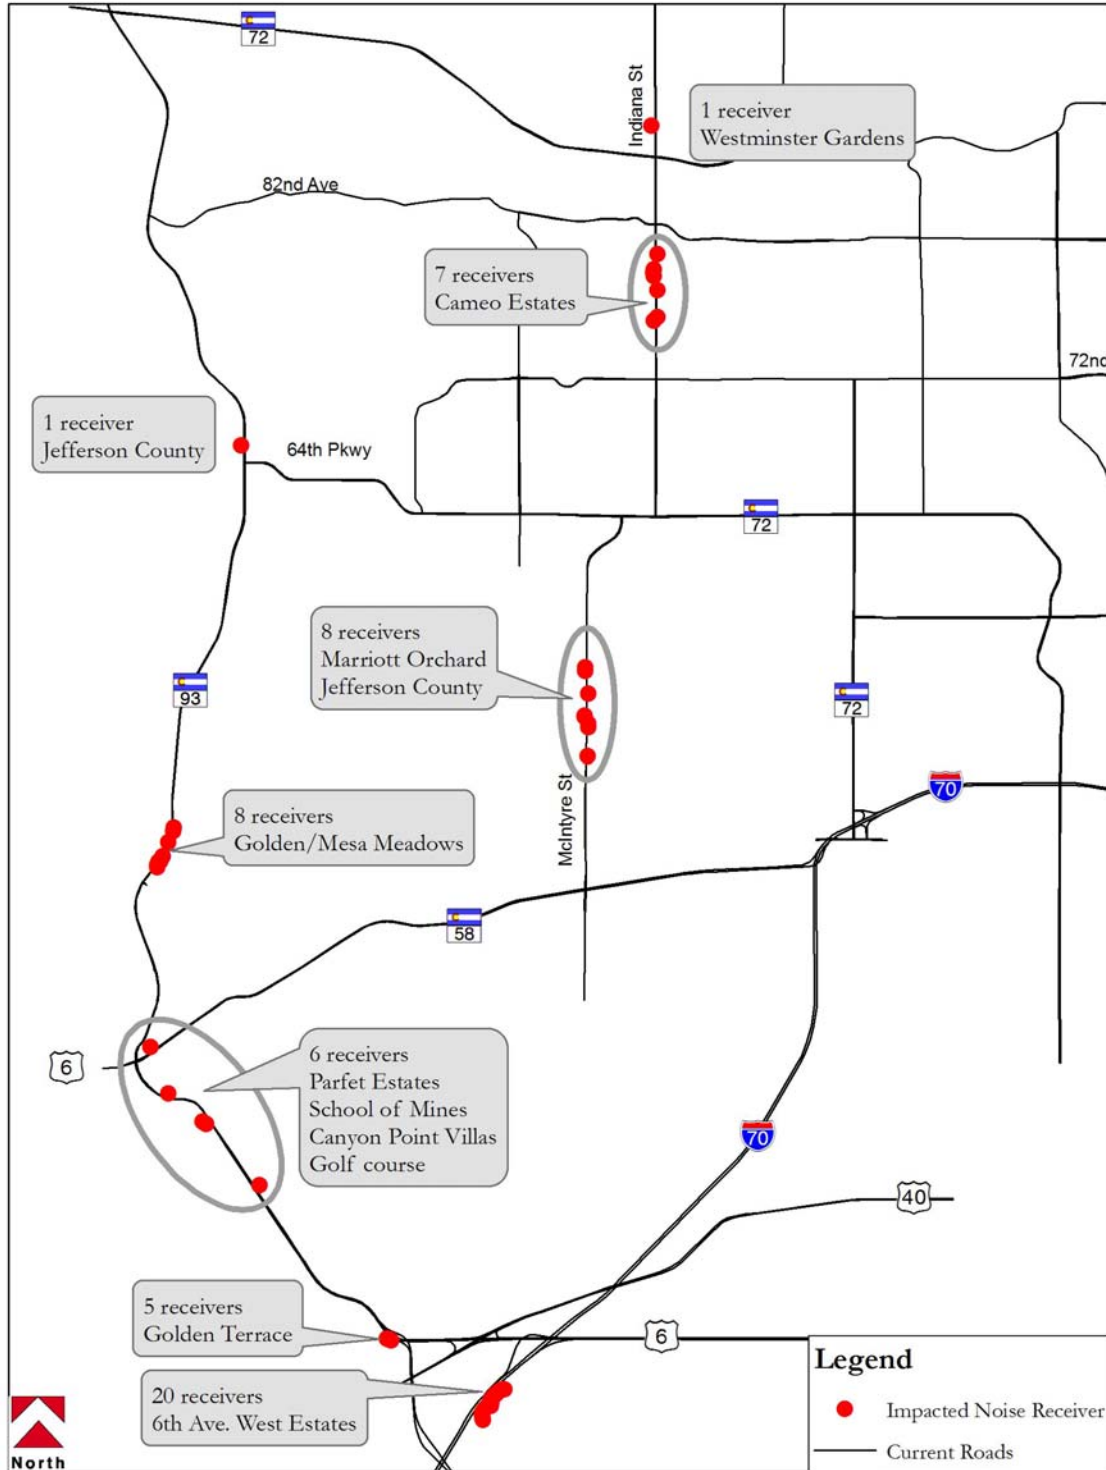 72
Indiana St
1 receiver
Westminster Gardens
82nd Ave
7 receivers
Cameo Estates
72nd
1 receiver
Jefferson County
64th Pkwy
72
8 receivers
Marriott Orchard
Jefferson County
93
72
McIntyre St
70
8 receivers
Golden/Mesa Meadows
58
6
6 receivers
Parfet Estates
School of Mines
Canyon Point Villas
Golf course
70
40
5 receivers
Golden Terrace
6
20 receivers
6th Ave. West Estates
Legend
Impacted Noise Receiver
Current Roads
North